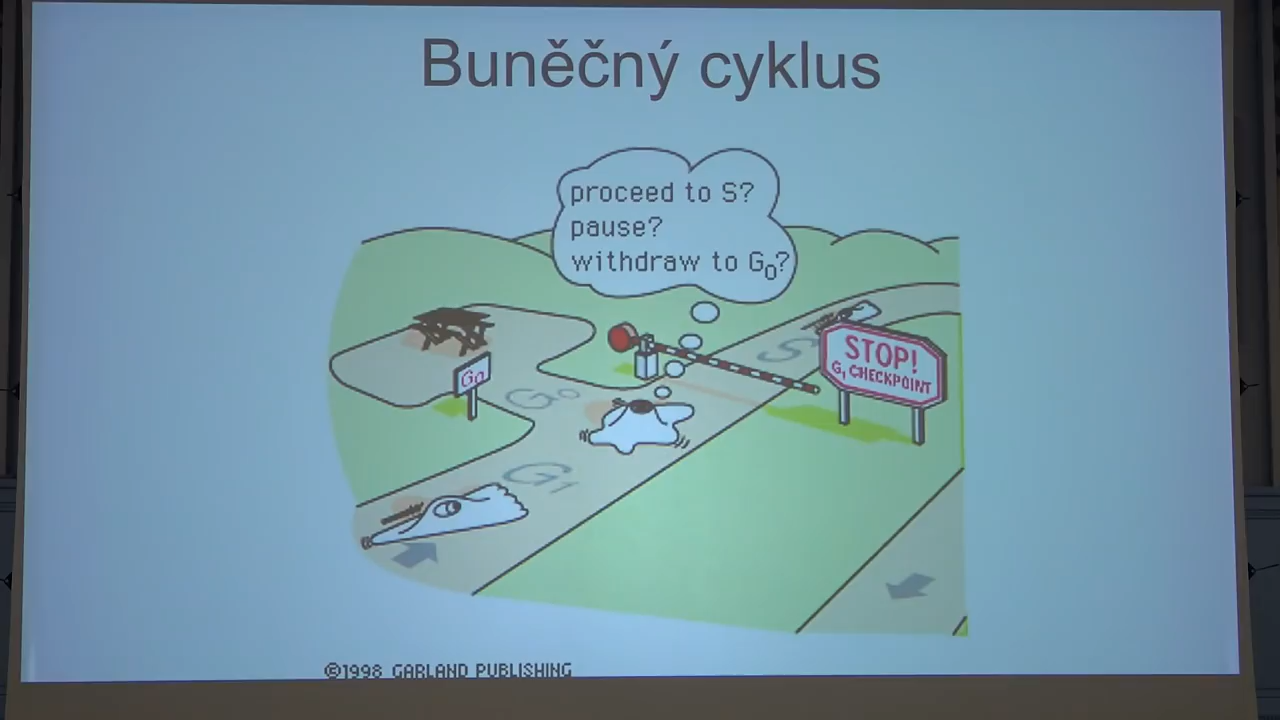 Buněčný cyklus
proceed to S?
pause?
withdraw to G0?
STOP!
G1 CHECKPOINT
S
G0
G0
G1
©1998 GARLAND PUBLISHING